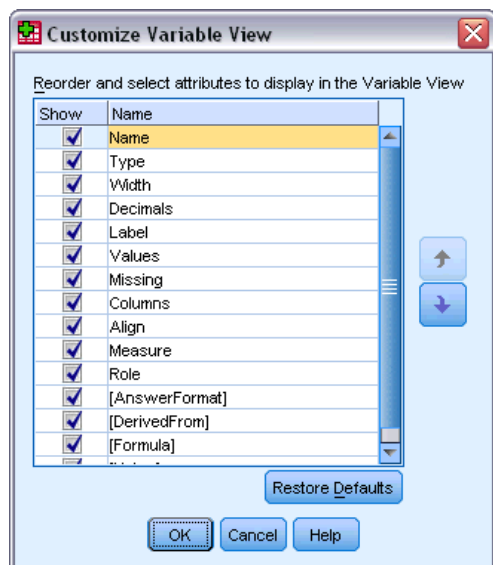 Customize Variable View
Reorder and select attributes to display in the Variable View
Show Name
Name
Type
Width
Decimals
Label
Values
Missing
Columns
Align
Measure
Role
[AnswerFormat]
[DerivedFrom]
[Formula]
Restore Defaults
OK Cancel Help